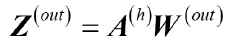 Z^(out) = A^(h) W^(out)